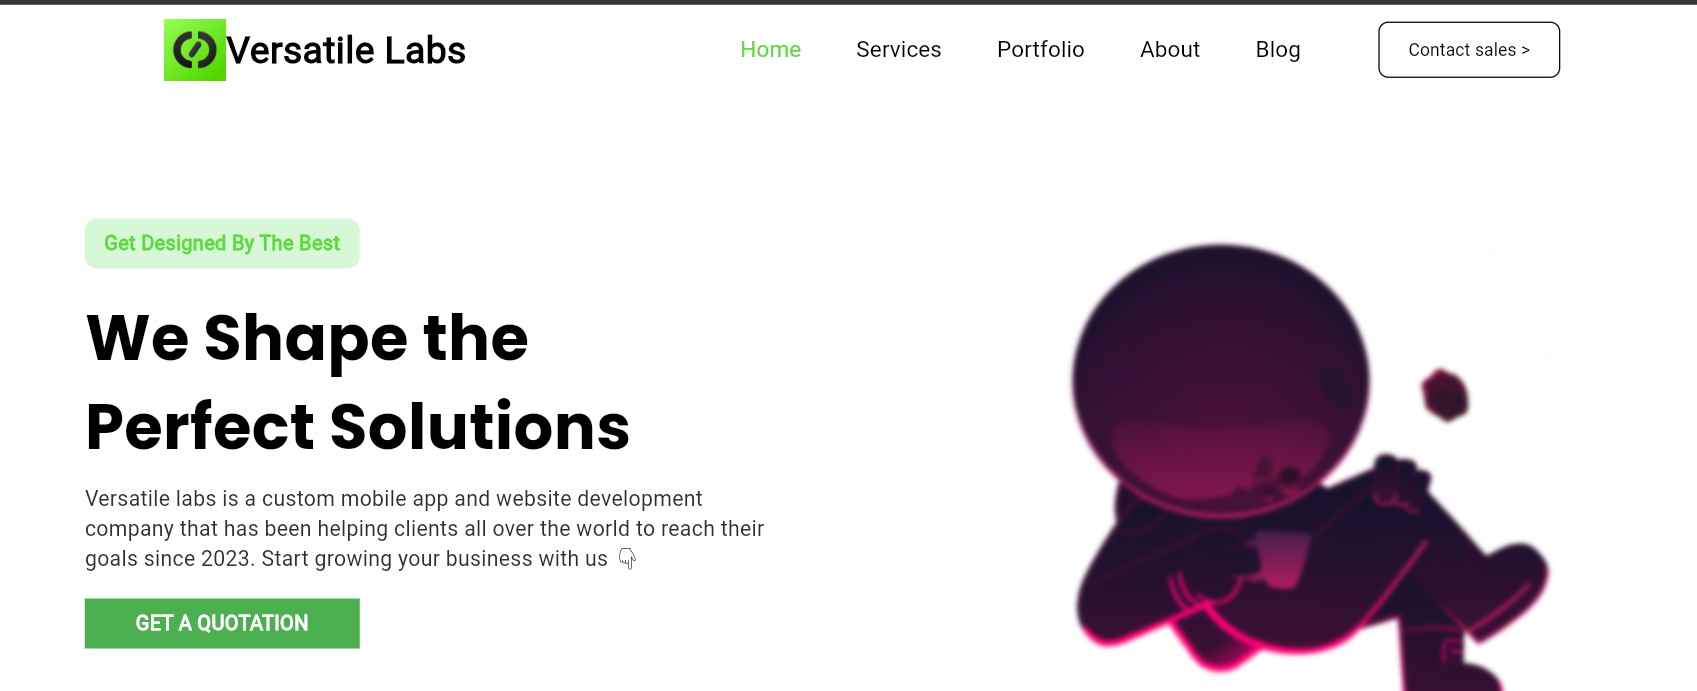 Versatile Labs
Home Services Portfolio About Blog Contact sales >
Get Designed By The Best
We Shape the
Perfect Solutions
Versatile labs is a custom mobile app and website development
company that has been helping clients all over the world to reach their
goals since 2023. Start growing your business with us 👇
GET A QUOTATION